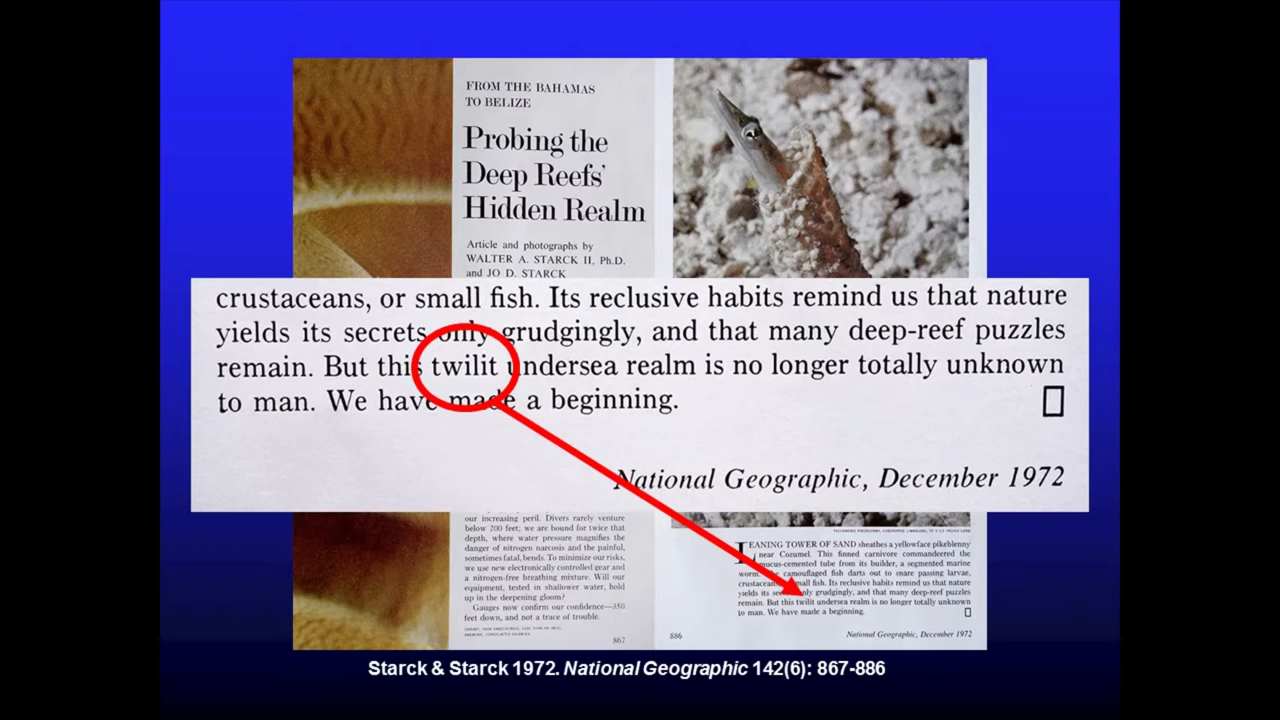 FROM THE BAHAMAS
TO BELIZE
Probing the
Deep Reefs'
Hidden Realm
Article and photographs by
WALTER A. STARCK II, Ph.D.
and JO D. STARCK
crustaceans, or small fish. Its reclusive habits remind us that nature
yields its secrets only grudgingly, and that many deep-reef puzzles
remain. But this twilit undersea realm is no longer totally unknown
to man. We have made a beginning.
National Geographic, December 1972
our increasing peril. Divers rarely venture
below 200 feet; we are bound for twice that
depth, where water pressure magnifies the
danger of nitrogen narcosis and the painful,
sometimes fatal, bends. To minimize our risks,
we use new electronically controlled gear and
a nitrogen-free breathing mixture. Will our
equipment, tested in shallower water, hold
up in the deepening gloom?
Gauges now confirm our confidence—350
feet down, and not a trace of trouble.
867
LEANING TOWER OF SAND sheathes a yellowface pikeblenny
near Cozumel. This finned carnivore commandeered the
mucus-cemented tube from its builder, a segmented marine
worm. The camouflaged fish darts out to snare passing larvae,
crustaceans, or small fish. Its reclusive habits remind us that nature
yields its secrets only grudgingly, and that many deep-reef puzzles
remain. But this twilit undersea realm is no longer totally unknown
to man. We have made a beginning.
886
National Geographic, December 1972
Starck & Starck 1972. National Geographic 142(6): 867-886